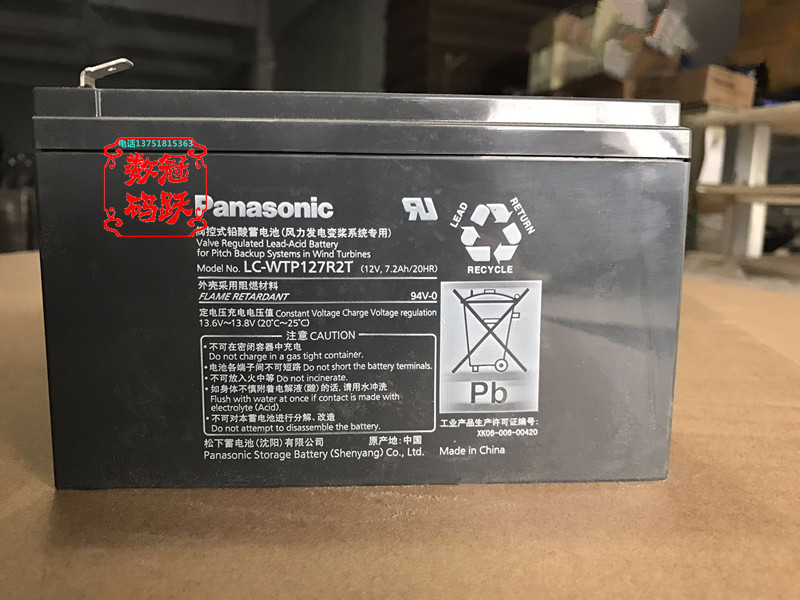 电话13751815363
数冠
码跃
Panasonic
阀控式铅酸蓄电池（风力发电变桨系统专用）
Valve Regulated Lead-Acid Battery
for Pitch Backup Systems in Wind Turbines
Model No. LC-WTP127R2T (12V, 7.2Ah/20HR)
外壳采用阻燃材料
FLAME RETARDANT 94V-0
定电压充电电压值 Constant Voltage Charge Voltage regulation
13.6V～13.8V (20℃～25℃)
注意 CAUTION
•不可在密闭容器中充电
Do not charge in a gas tight container.
•电池各端子间不可短路 Do not short the battery terminals.
•不可放入火中等 Do not incinerate.
•如身体不慎附着电解液(酸)的话, 请用水冲洗
Flush with water at once if contact is made with
electrolyte (Acid).
•不可对本蓄电池进行分解、改造
Do not attempt to disassemble the battery.
松下蓄电池(沈阳)有限公司 原产地: 中国
Panasonic Storage Battery (Shenyang) Co., Ltd. Made in China
LEAD
RETURN
RECYCLE
Pb
工业产品生产许可证编号:
XK06-006-00420